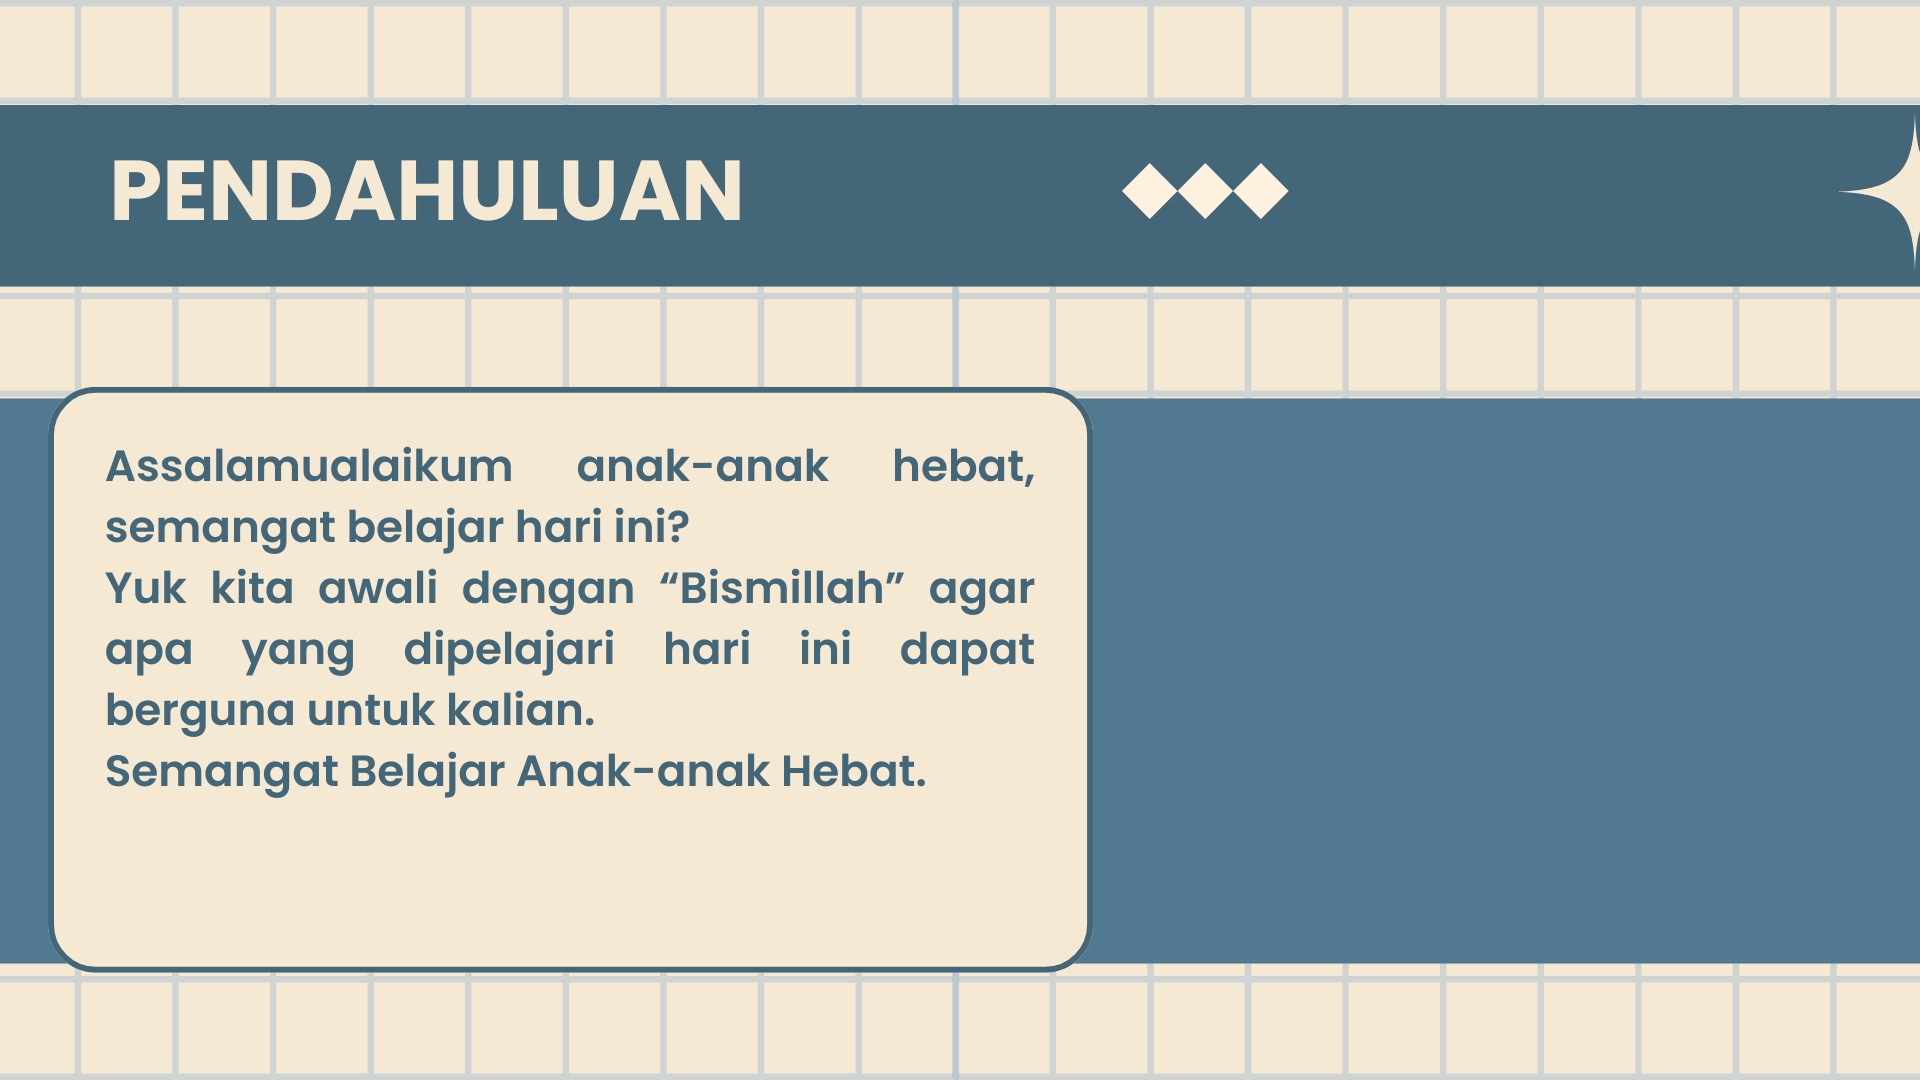 PENDAHULUAN
Assalamualaikum anak-anak hebat,
semangat belajar hari ini?
Yuk kita awali dengan “Bismillah” agar
apa yang dipelajari hari ini dapat
berguna untuk kalian.
Semangat Belajar Anak-anak Hebat.